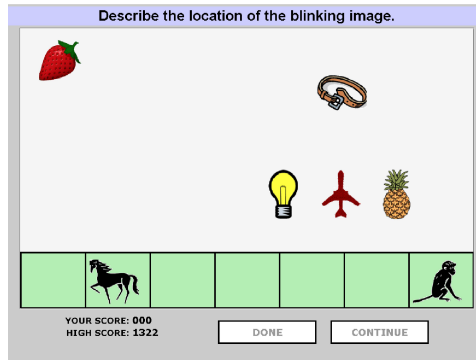 Describe the location of the blinking image.
YOUR SCORE: 000
HIGH SCORE: 1322
DONE
CONTINUE